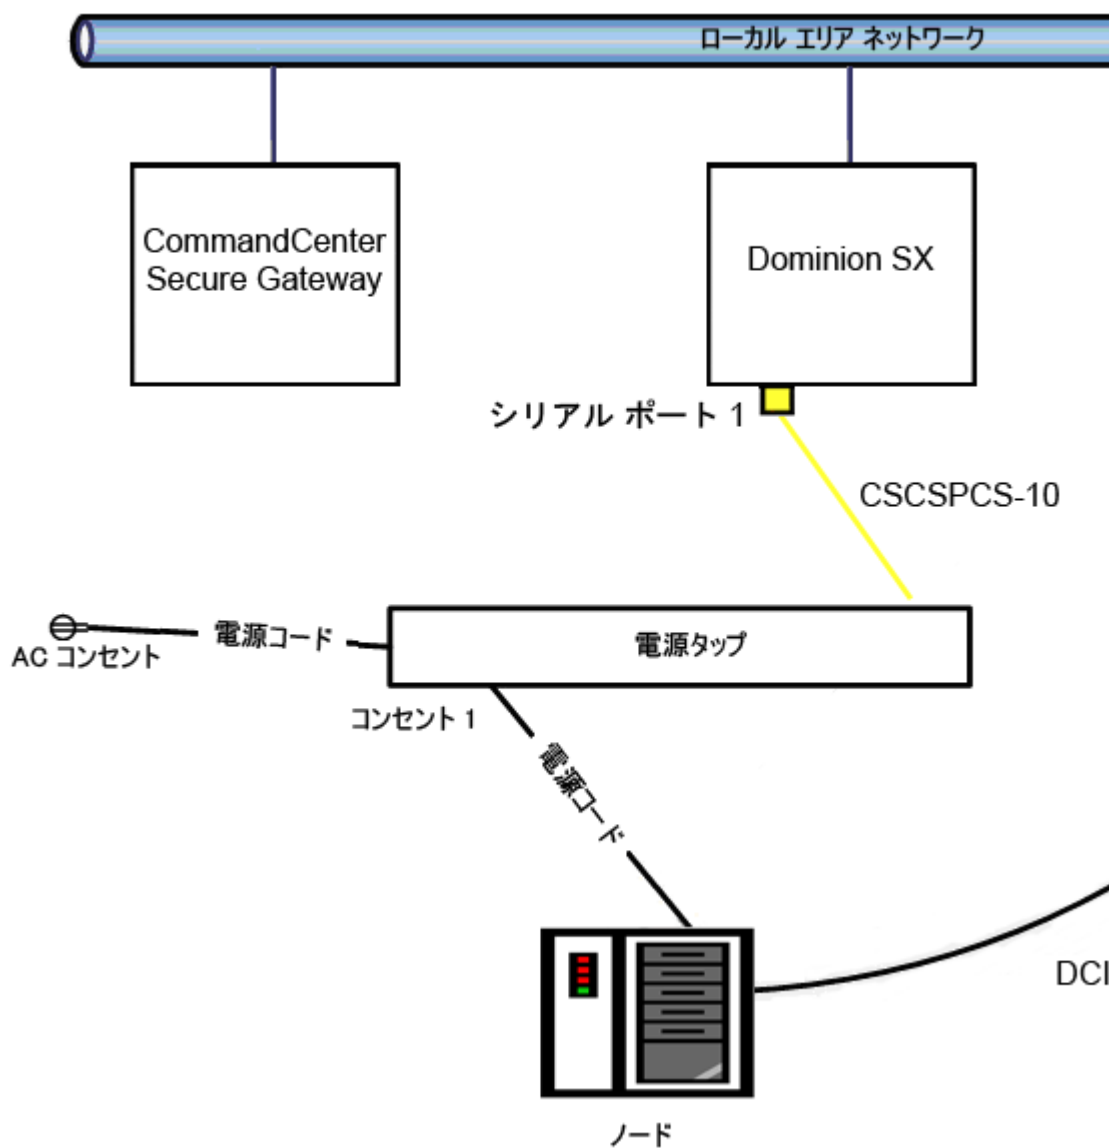 ローカル エリア ネットワーク
CommandCenter
Secure Gateway
Dominion SX
シリアル ポート 1
CSCSPCS-10
電源コード
AC コンセント
電源タップ
コンセント 1
電源コード
DCI
ノード